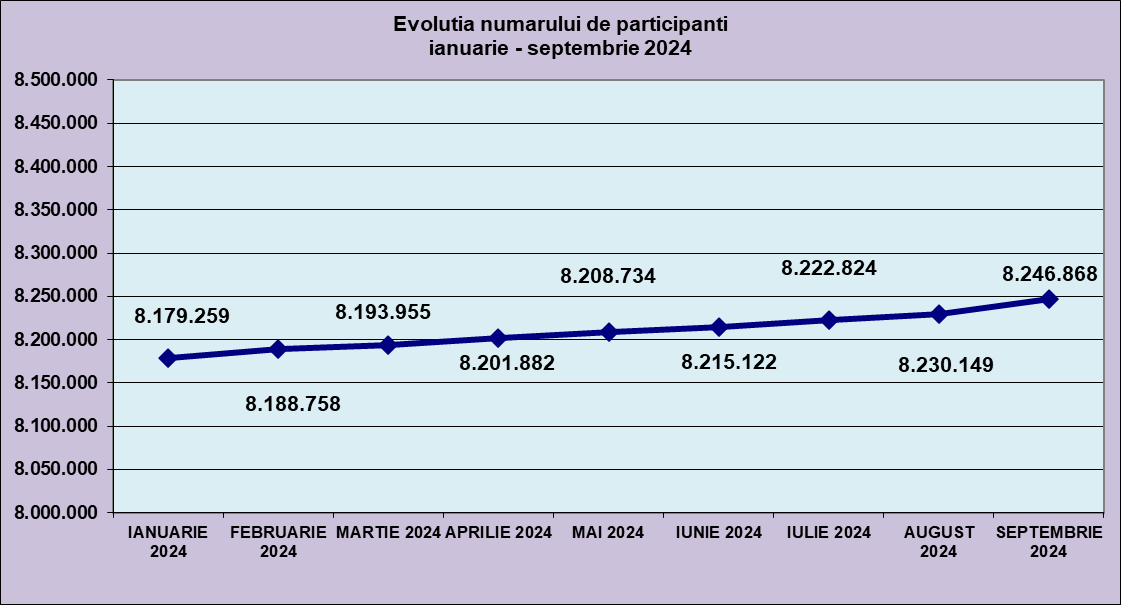 Evolutia numarului de participanti
ianuarie - septembrie 2024
8.500.000
8.450.000
8.400.000
8.350.000
8.300.000
8.250.000
8.200.000
8.150.000
8.100.000
8.050.000
8.000.000
8.179.259
8.188.758
8.193.955
8.201.882
8.208.734
8.215.122
8.222.824
8.230.149
8.246.868
IANUARIE
2024
FEBRUARIE
2024
MARTIE 2024
APRILIE 2024
MAI 2024
IUNIE 2024
IULIE 2024
AUGUST
2024
SEPTEMBRIE
2024